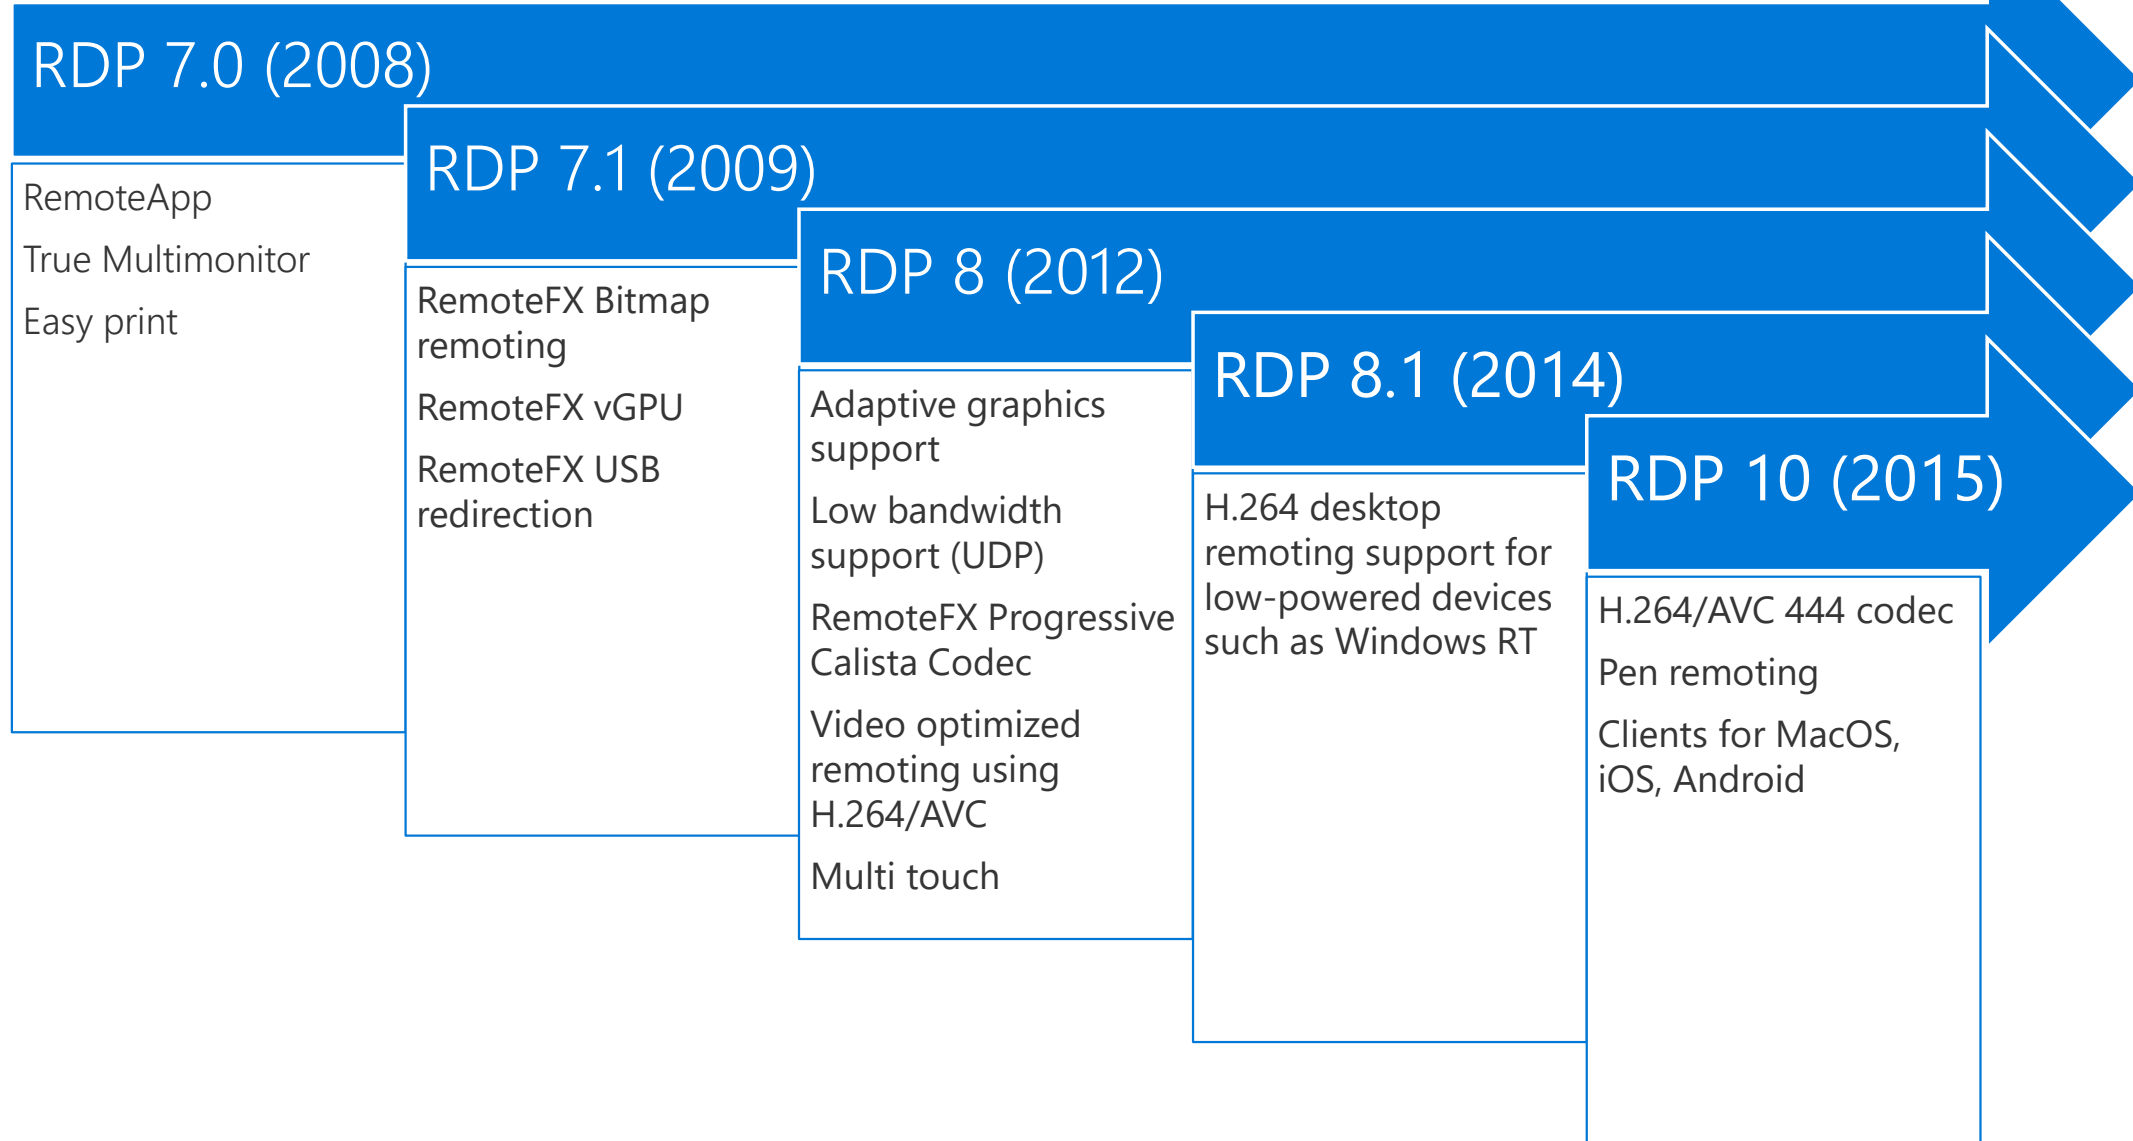 RDP 7.0 (2008)
RemoteApp
True Multimonitor
Easy print
RDP 7.1 (2009)
RemoteFX Bitmap
remoting
RemoteFX vGPU
RemoteFX USB
redirection
RDP 8 (2012)
Adaptive graphics
support
Low bandwidth
support (UDP)
RemoteFX Progressive
Calista Codec
Video optimized
remoting using
H.264/AVC
Multi touch
RDP 8.1 (2014)
H.264 desktop
remoting support for
low-powered devices
such as Windows RT
RDP 10 (2015)
H.264/AVC 444 codec
Pen remoting
Clients for MacOS,
iOS, Android